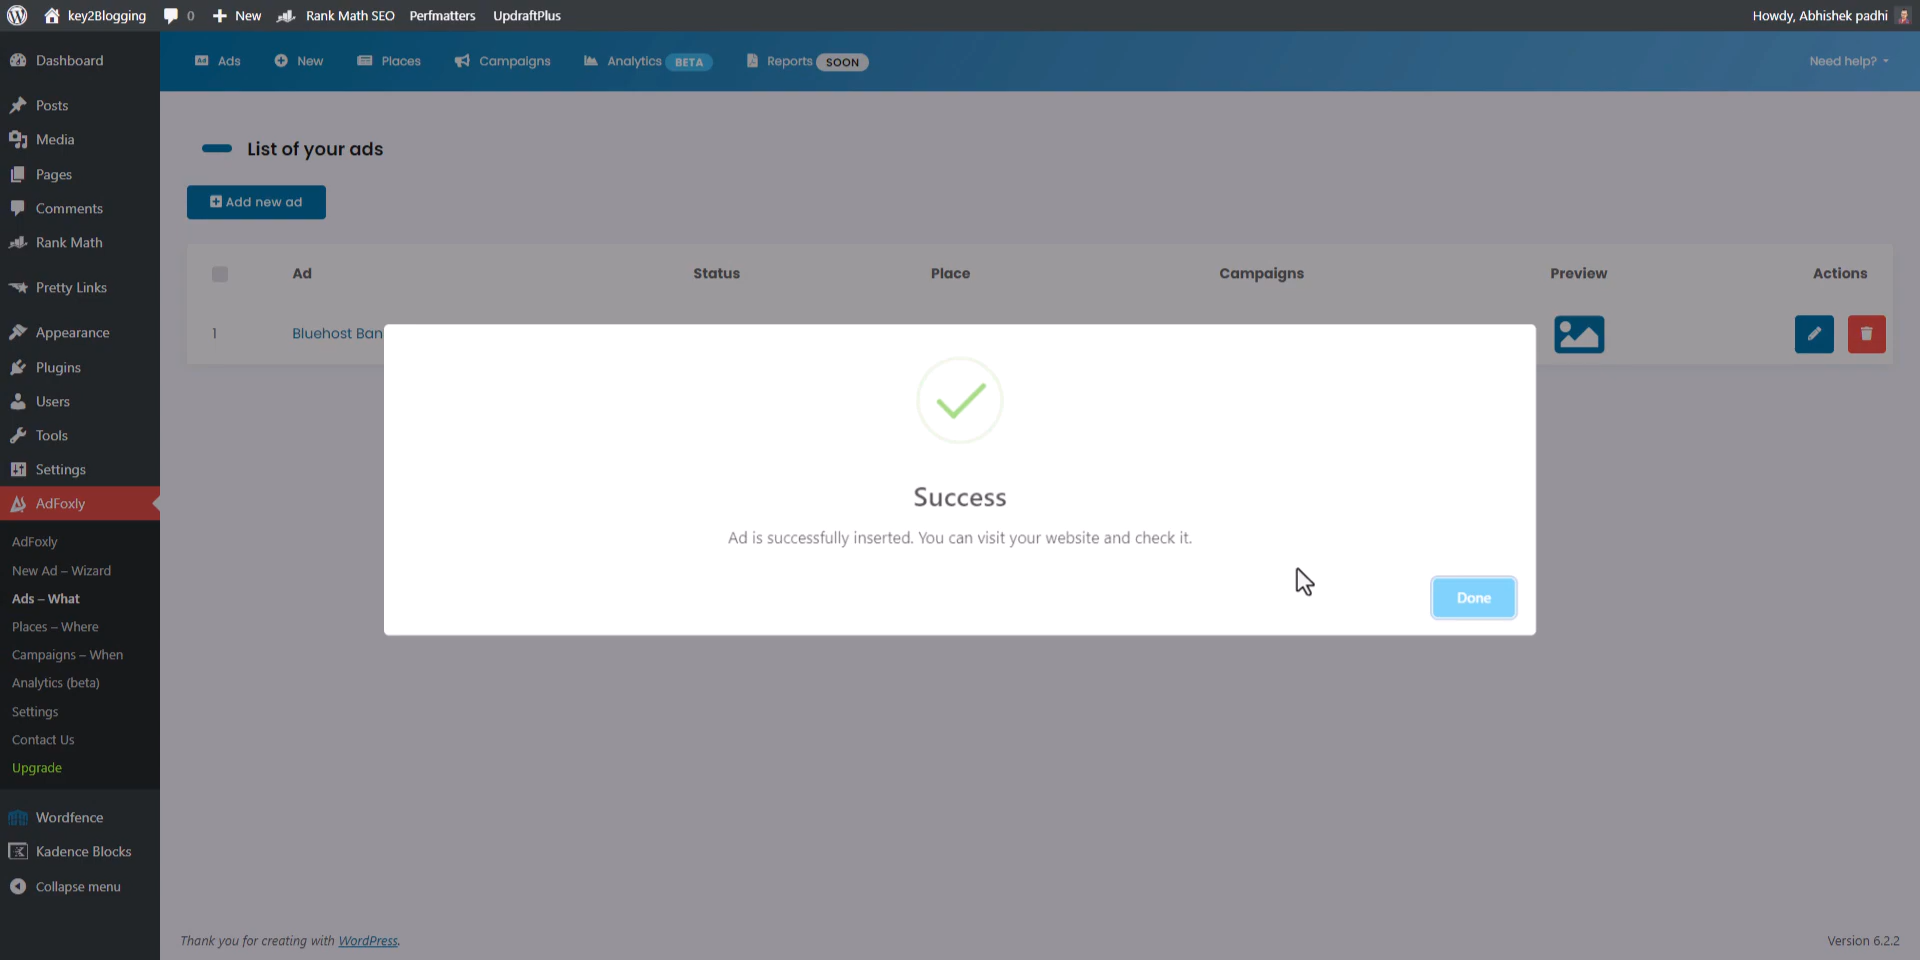 key2Blogging 0 New Rank Math SEO Perfmatters UpdraftPlus Howdy, Abhishek padhi
Ads New Places Campaigns Analytics BETA Reports SOON Need help?
Dashboard
Posts
Media
Pages
Comments
Rank Math
Pretty Links
Appearance
Plugins
Users
Tools
Settings
AdFoxly
AdFoxly
New Ad – Wizard
Ads – What
Places – Where
Campaigns – When
Analytics (beta)
Settings
Contact Us
Upgrade
Wordfence
Kadence Blocks
Collapse menu
List of your ads
Add new ad
Ad Status Place Campaigns Preview Actions
1 Bluehost Ban
Success
Ad is successfully inserted. You can visit your website and check it.
Done
Thank you for creating with WordPress.
Version 6.2.2